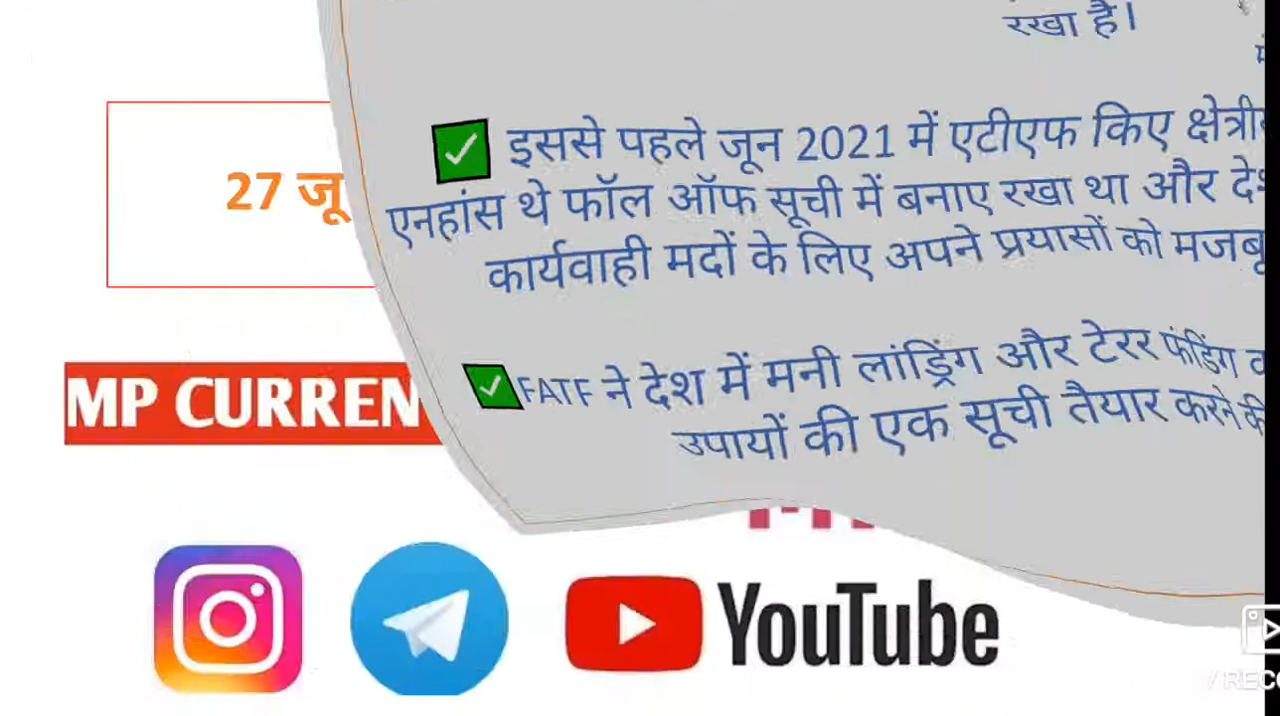 रखा है।
इससे पहले जून 2021 में एटीएफ किए
एनहांस थे फॉल ऑफ सूची में बनाए रखा था और
कार्यवाही मदों के लिए अपने प्रयासों को
FATF ने देश में मनी लांड्रिंग और टेरर फंडिंग
उपायों की एक सूची तैयार करने की
27 जू
MP CURREN
YouTube